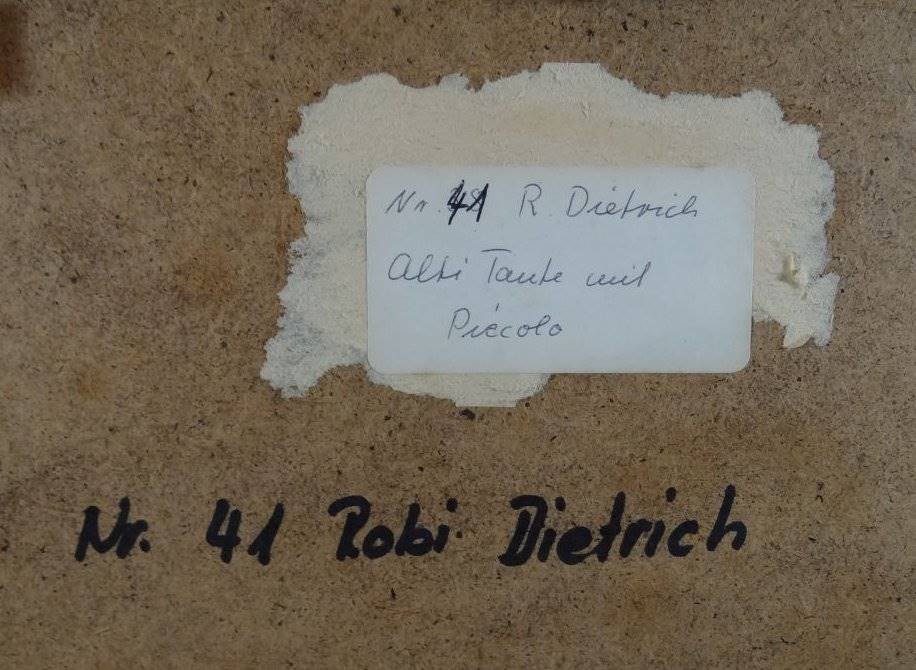 Nr. 41 R. Dietrich
Alti Tante mit
Piccolo
Nr. 41 Robi Dietrich